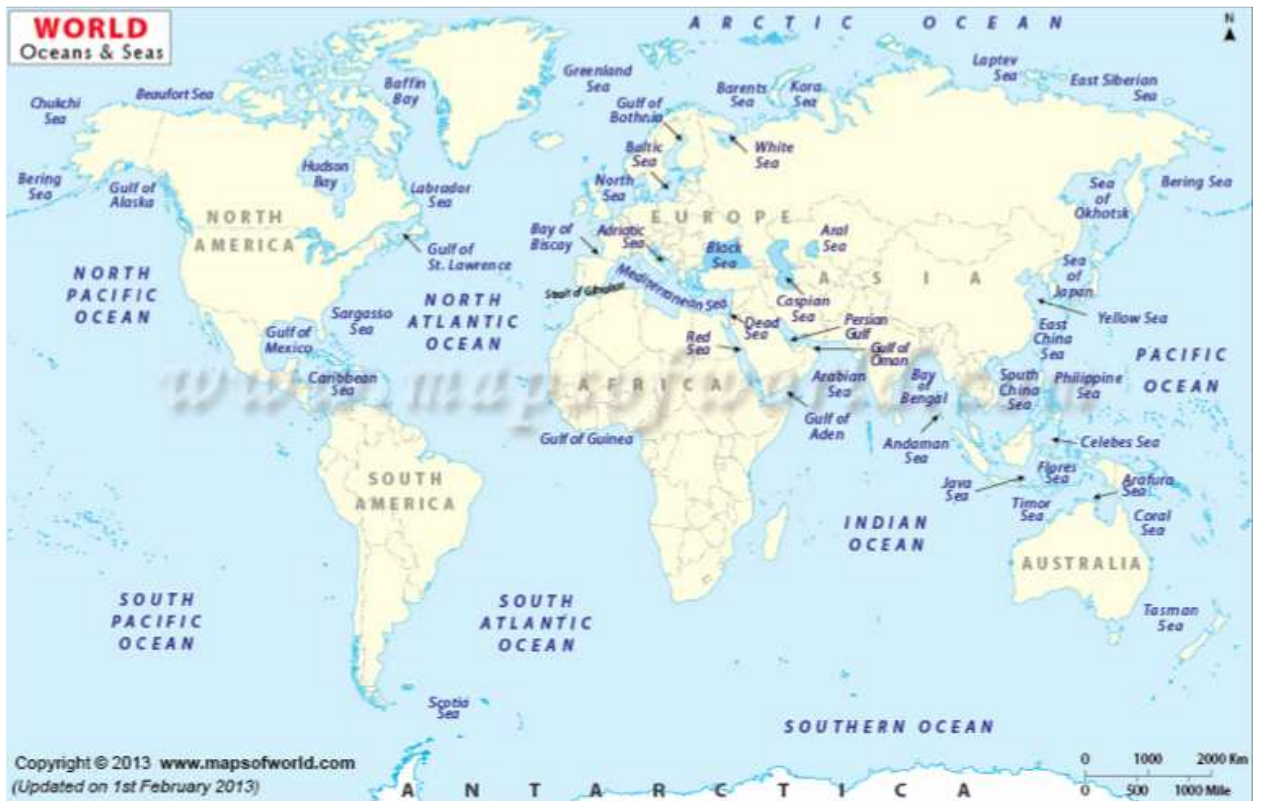 WORLD
Oceans & Seas
ARCTIC OCEAN
N
Chukchi
Sea
Beaufort Sea
Baffin
Bay
Greenland
Sea
Barents
Sea
Kara
Sea
Laptev
Sea
East Siberian
Sea
Gulf of
Bothnia
Baltic
Sea
White
Sea
Bering
Sea
Gulf of
Alaska
Hudson
Bay
Labrador
Sea
North
Sea
Sea
of
Okhotsk
Bering Sea
NORTH
AMERICA
EUROPE
Bay of
Biscay
Adriatic
Sea
Black
Sea
Aral
Sea
Gulf of
St. Lawrence
ASIA
Sea
of
Japan
NORTH
PACIFIC
OCEAN
NORTH
ATLANTIC
OCEAN
Strait of Gibraltar
Mediterranean Sea
Caspian
Sea
Yellow Sea
Sargasso
Sea
Gulf of
Mexico
Dead
Sea
Persian
Gulf
East
China
Sea
Red
Sea
Gulf of
Oman
PACIFIC
OCEAN
Caribbean
Sea
AFRICA
Arabian
Sea
Bay
of
Bengal
South
China
Sea
Philippine
Sea
www.mapsofworld.com
Gulf of Guinea
Gulf of
Aden
Andaman
Sea
Celebes Sea
SOUTH
AMERICA
Java
Sea
Flores
Sea
Arafura
Sea
Timor
Sea
Coral
Sea
INDIAN
OCEAN
AUSTRALIA
SOUTH
PACIFIC
OCEAN
SOUTH
ATLANTIC
OCEAN
Tasman
Sea
Scotia
Sea
SOUTHERN OCEAN
Copyright © 2013 www.mapsofworld.com
(Updated on 1st February 2013)
ANTARCTICA
0 1000 2000 Km
0 500 1000 Mile